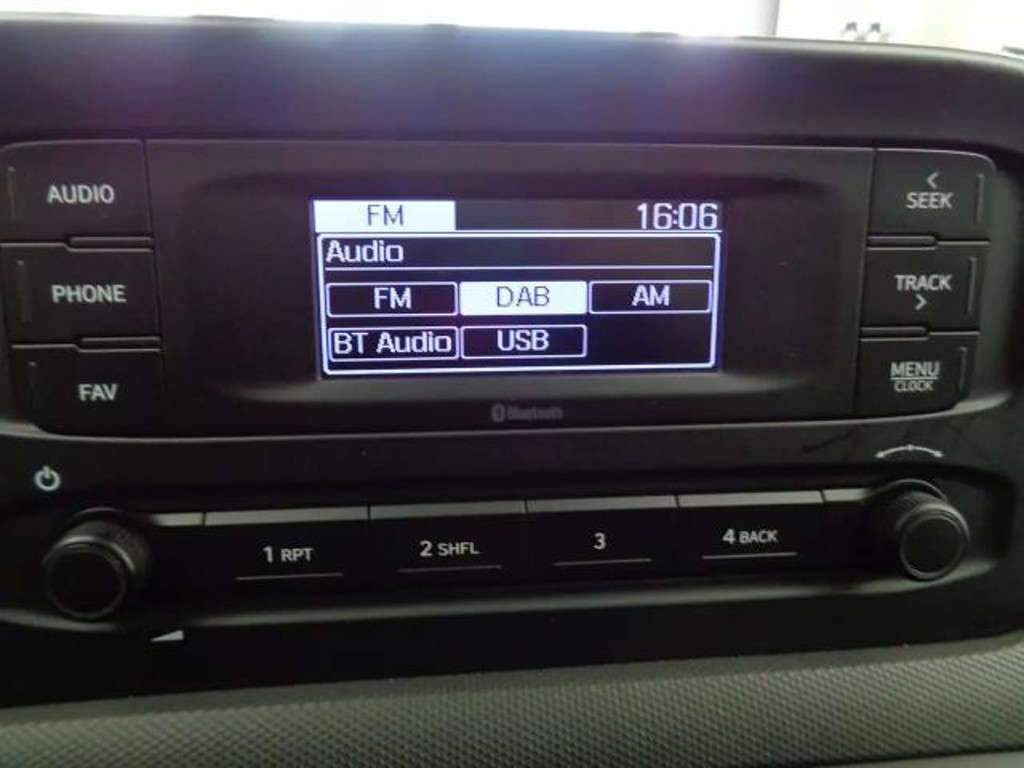 AUDIO
PHONE
FAV
FM 16:06
Audio
FM DAB AM
BT Audio USB
Bluetooth
<
SEEK
TRACK
>
MENU
CLOCK
1 RPT
2 SHFL
3
4 BACK